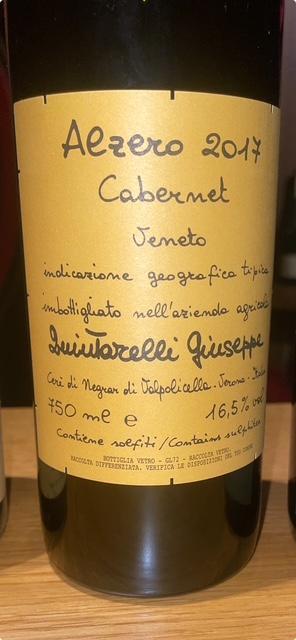 Alzero 2017
Cabernet
Veneto
indicazione geografica tipica
imbottigliato nell'azienda agricola
Quintarelli Giuseppe
Cerè di Negrar di Valpolicella. Verona. Italia
750 ml e 16,5% vol
Contiene solfiti/Contains sulphites
BOTTIGLIA VETRO - GL72 - RACCOLTA VETRO.
RACCOLTA DIFFERENZIATA. VERIFICA LE DISPOSIZIONI DEL TUO COMUNE